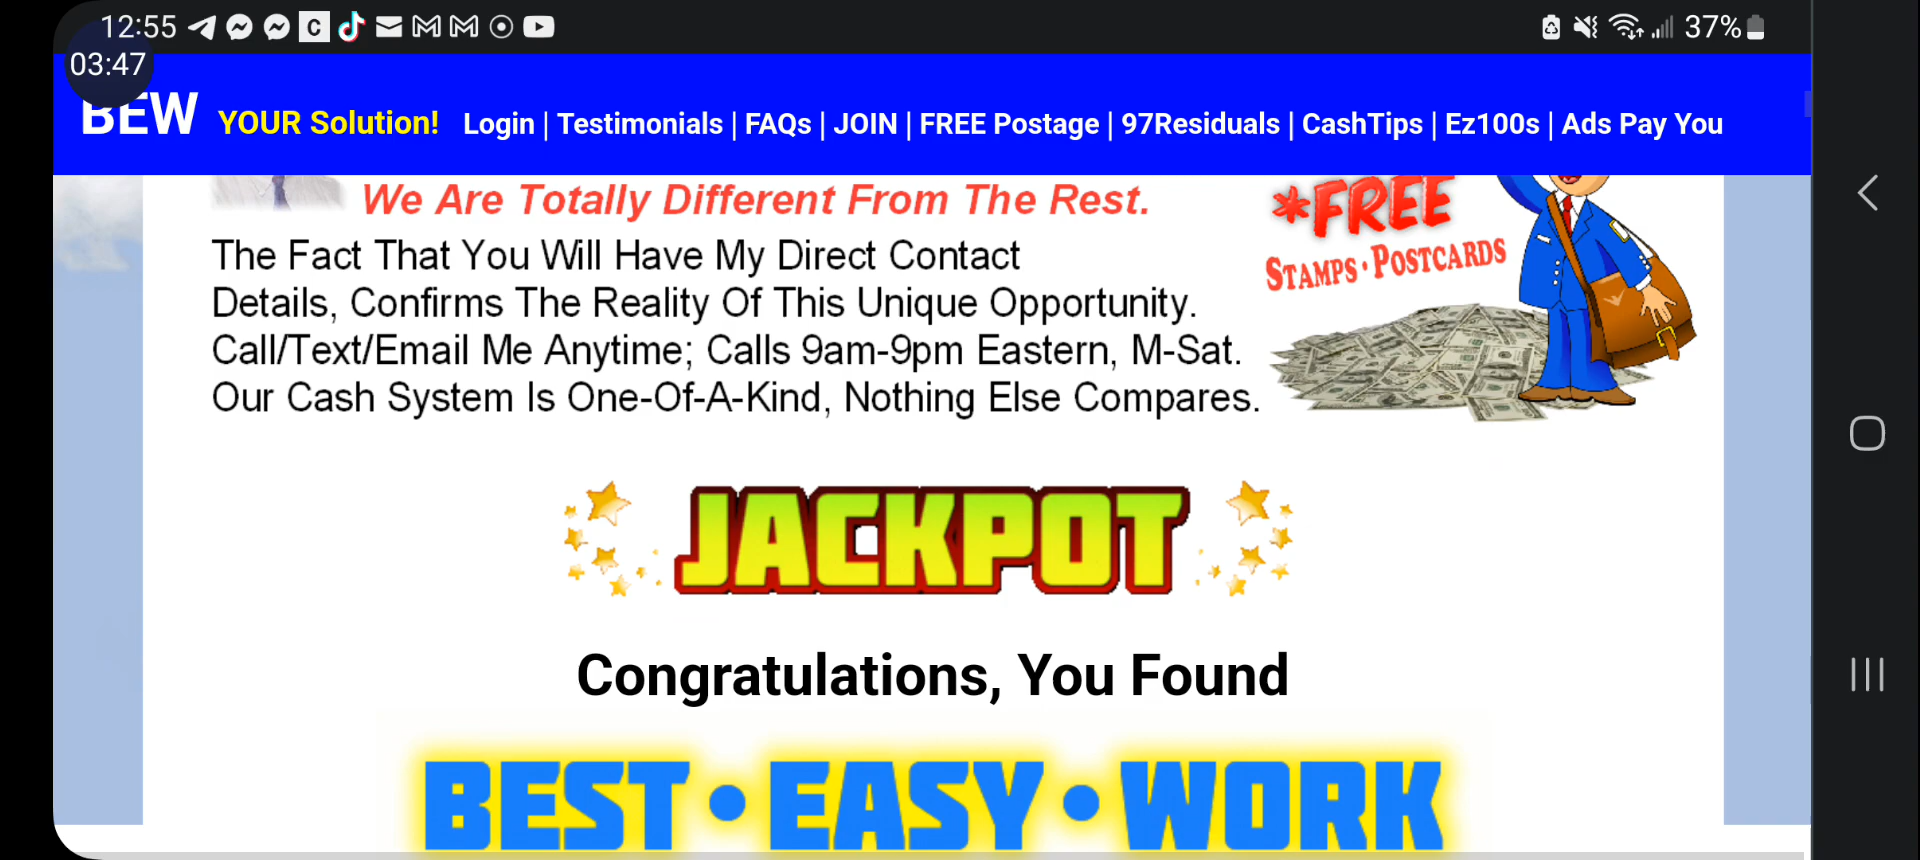 12:55
37%
03:47
BEW YOUR Solution! Login | Testimonials | FAQs | JOIN | FREE Postage | 97Residuals | CashTips | Ez100s | Ads Pay You
We Are Totally Different From The Rest.
The Fact That You Will Have My Direct Contact
Details, Confirms The Reality Of This Unique Opportunity.
Call/Text/Email Me Anytime; Calls 9am-9pm Eastern, M-Sat.
Our Cash System Is One-Of-A-Kind, Nothing Else Compares.
*FREE
STAMPS·POSTCARDS
JACKPOT
Congratulations, You Found
BEST•EASY•WORK